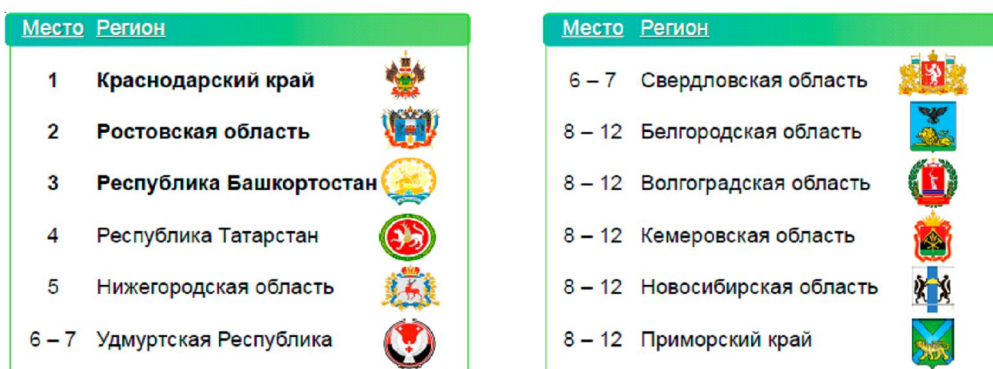 Место Регион
1 Краснодарский край
2 Ростовская область
3 Республика Башкортостан
4 Республика Татарстан
5 Нижегородская область
6 – 7 Удмуртская Республика
Место Регион
6 – 7 Свердловская область
8 – 12 Белгородская область
8 – 12 Волгоградская область
8 – 12 Кемеровская область
8 – 12 Новосибирская область
8 – 12 Приморский край